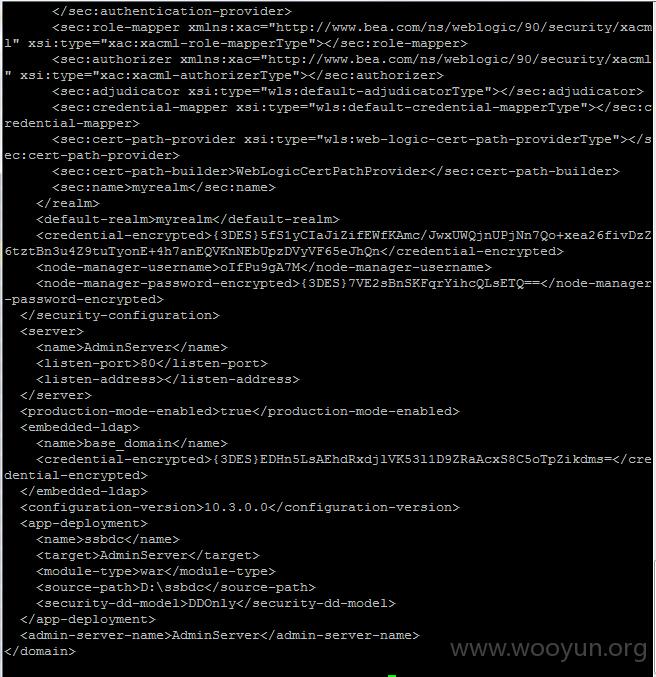 </sec:authentication-provider>
<sec:role-mapper xmlns:xac="http://www.bea.com/ns/weblogic/90/security/xacm
l" xsi:type="xac:xacml-role-mapperType"></sec:role-mapper>
<sec:authorizer xmlns:xac="http://www.bea.com/ns/weblogic/90/security/xacml
" xsi:type="xac:xacml-authorizerType"></sec:authorizer>
<sec:adjudicator xsi:type="wls:default-adjudicatorType"></sec:adjudicator>
<sec:credential-mapper xsi:type="wls:default-credential-mapperType"></sec:c
redential-mapper>
<sec:cert-path-provider xsi:type="wls:web-logic-cert-path-providerType"></s
ec:cert-path-provider>
<sec:cert-path-builder>WebLogicCertPathProvider</sec:cert-path-builder>
<sec:name>myrealm</sec:name>
</realm>
<default-realm>myrealm</default-realm>
<credential-encrypted>{3DES}5fS1yCIaJiZifEWfKAmc/JwxUWQjnUPjNn7Qo+xea26fivDzZ
6tztBn3u4Z9tuTyonE+4h7anEQVKnNEbUpzDVyVF65eJhQn</credential-encrypted>
<node-manager-username>oIfPu9gA7M</node-manager-username>
<node-manager-password-encrypted>{3DES}7VE2sBnSKFqrYihcQLsETQ==</node-manager
-password-encrypted>
</security-configuration>
<server>
<name>AdminServer</name>
<listen-port>80</listen-port>
<listen-address></listen-address>
</server>
<production-mode-enabled>true</production-mode-enabled>
<embedded-ldap>
<name>base_domain</name>
<credential-encrypted>{3DES}EDHn5LsAEhdRxdjlVK53l1D9ZRaAcxS8C5oTpZikdms=</cre
dential-encrypted>
</embedded-ldap>
<configuration-version>10.3.0.0</configuration-version>
<app-deployment>
<name>ssbdc</name>
<target>AdminServer</target>
<module-type>war</module-type>
<source-path>D:\ssbdc</source-path>
<security-dd-model>DDOnly</security-dd-model>
</app-deployment>
<admin-server-name>AdminServer</admin-server-name>
</domain>
www.wooyun.org